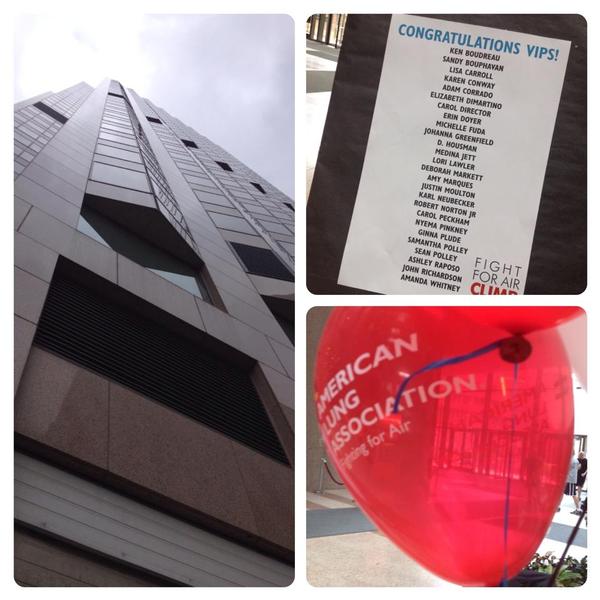 CONGRATULATIONS VIPS!
KEN BOUDREAU
SANDY BOUPHAVAN
LISA CARROLL
KAREN CONWAY
ADAM CORRADO
ELIZABETH DIMARTINO
CAROL DIRECTOR
ERIN DOYER
MICHELLE FUDA
JOHANNA GREENFIELD
D. HOUSMAN
MEDINA JETT
LORI LAWLER
DEBORAH MARKETT
AMY MARQUES
JUSTIN MOULTON
KARL NEUBECKER
ROBERT NORTON JR
CAROL PECKHAM
NYEMA PINKNEY
GINNA PLUDE
SAMANTHA POLLEY
SEAN POLLEY
ASHLEY RAPOSO
JOHN RICHARDSON
AMANDA WHITNEY
FIGHT
FOR AIR
CLIMB
AMERICAN
LUNG
ASSOCIATION
Fighting for Air